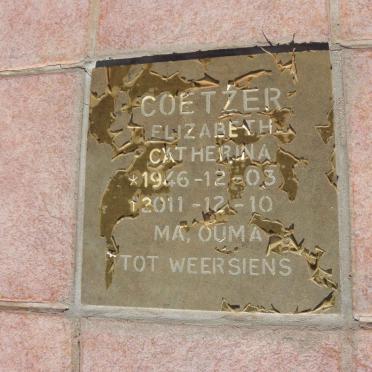 COETZER
ELIZABETH
CATHERINA
*1946-12-03
†2011-12-10
MA, OUMA
TOT WEERSIENS